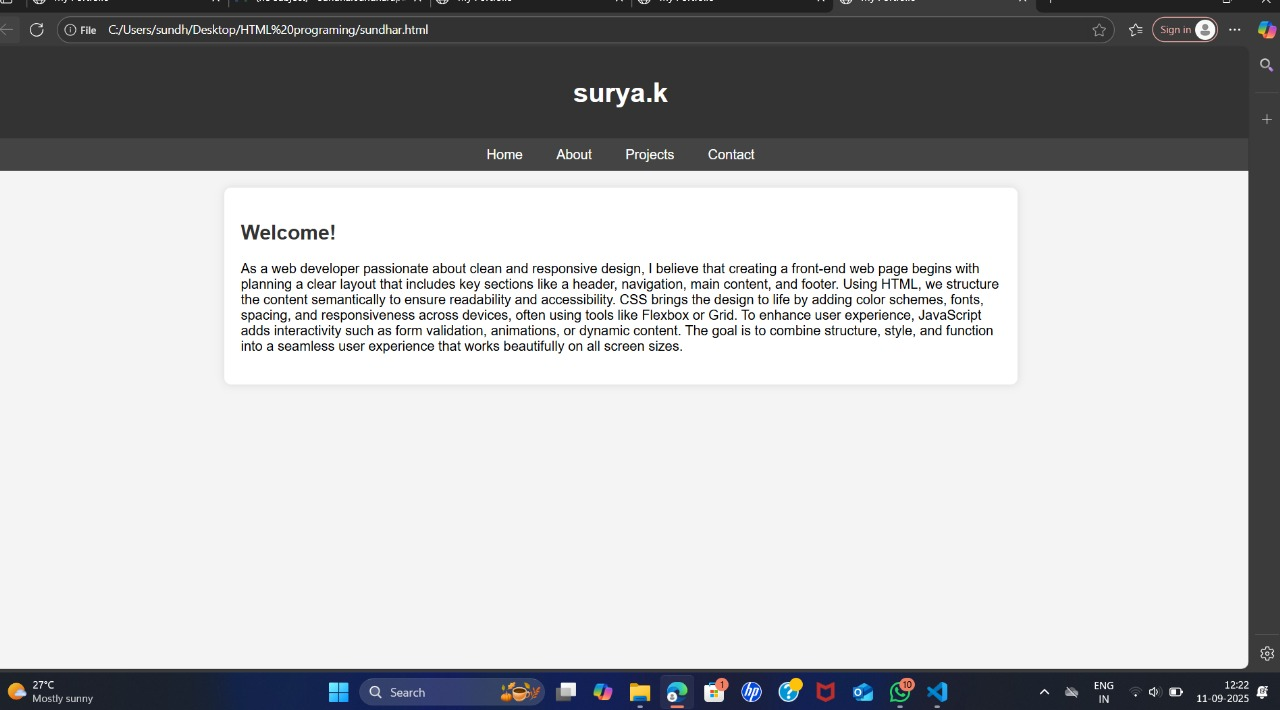 File
C:/Users/sundh/Desktop/HTML%20programing/sundhar.html
Sign in
surya.k
Home
About
Projects
Contact
Welcome!
As a web developer passionate about clean and responsive design, I believe that creating a front-end web page begins with
planning a clear layout that includes key sections like a header, navigation, main content, and footer. Using HTML, we structure
the content semantically to ensure readability and accessibility. CSS brings the design to life by adding color schemes, fonts,
spacing, and responsiveness across devices, often using tools like Flexbox or Grid. To enhance user experience, JavaScript
adds interactivity such as form validation, animations, or dynamic content. The goal is to combine structure, style, and function
into a seamless user experience that works beautifully on all screen sizes.
27°C
Mostly sunny
Search
1
hp
10
ENG
IN
12:22
11-09-2025